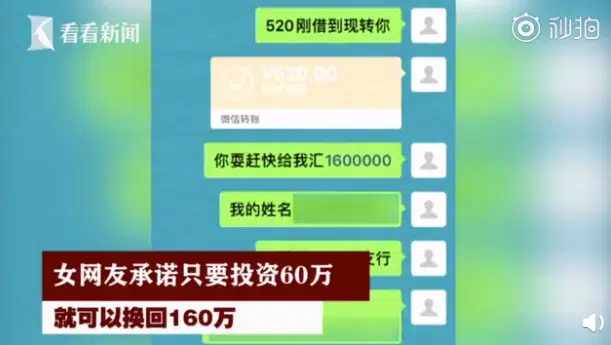 看看新闻
秒拍
520刚借到现转你
¥520.00
微信转账
你耍赶快给我汇1600000
我的姓名
支行
女网友承诺只要投资60万
就可以换回160万